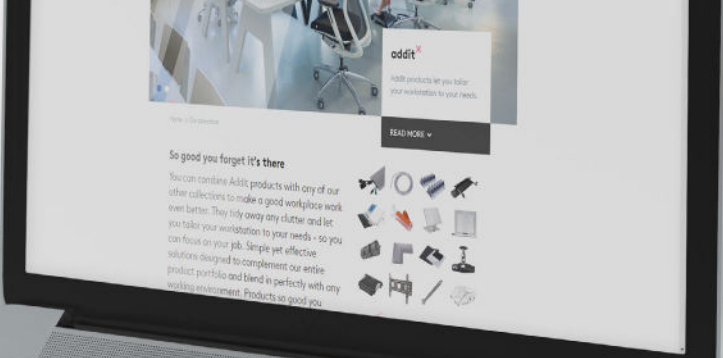 addit
Addit products let you tailor
your workstation to your needs.
READ MORE
So good you forget it's there
You can combine Addit products with any of our
other collections to make a good workplace work
even better. They tidy away any clutter and let
you tailor your workstation to your needs - so you
can focus on your job. Simple yet effective
solutions designed to complement our entire
product portfolio and blend in perfectly with any
working environment. Products so good you